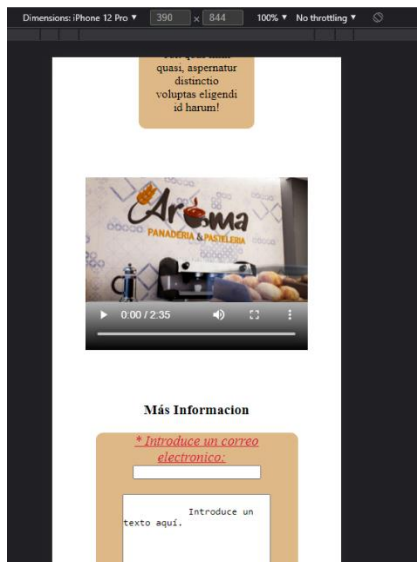 Dimensions: iPhone 12 Pro ▼ 390 x 844 100% ▼ No throttling ▼
quasi, aspernatur
distinctio
voluptas eligendi
id harum!
Aroma
PANADERIA & PASTELERIA
0:00 / 2:35
Más Informacion
* Introduce un correo
electronico:
Introduce un
texto aquí.